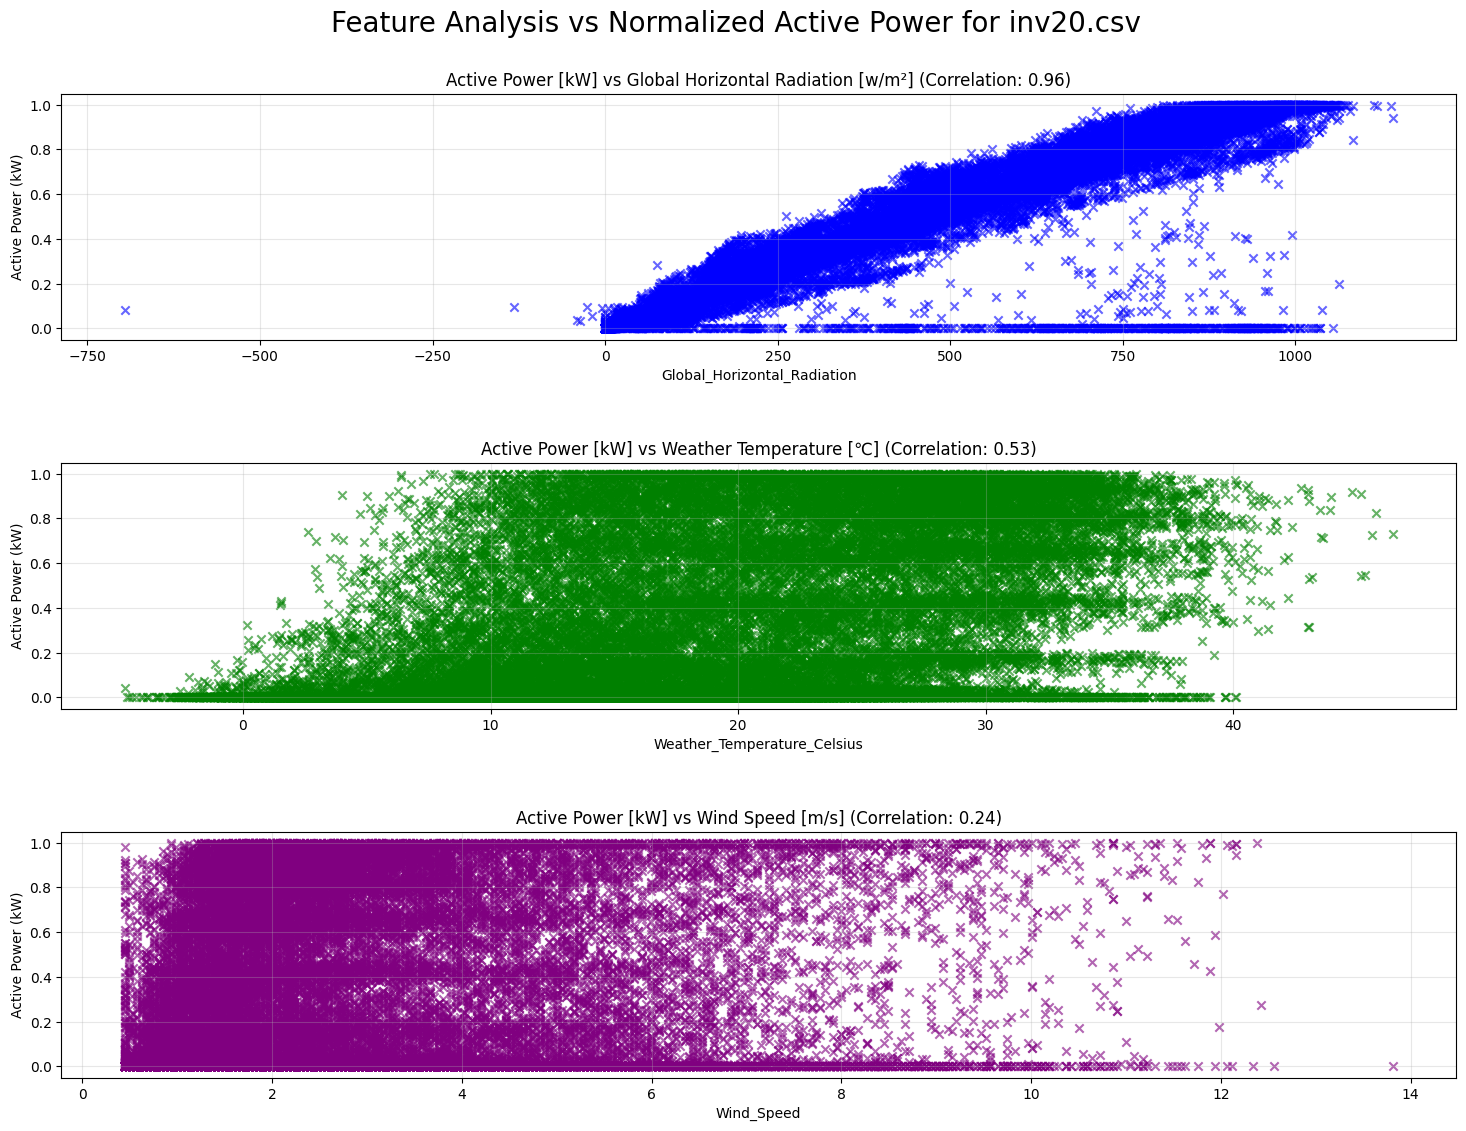 Feature Analysis vs Normalized Active Power for inv20.csv
Active Power [kW] vs Global Horizontal Radiation [w/m²] (Correlation: 0.96)
Active Power (kW)
1.0
0.8
0.6
0.4
0.2
0.0
−750 −500 −250 0 250 500 750 1000
Global_Horizontal_Radiation
Active Power [kW] vs Weather Temperature [℃] (Correlation: 0.53)
Active Power (kW)
1.0
0.8
0.6
0.4
0.2
0.0
0 10 20 30 40
Weather_Temperature_Celsius
Active Power [kW] vs Wind Speed [m/s] (Correlation: 0.24)
Active Power (kW)
1.0
0.8
0.6
0.4
0.2
0.0
0 2 4 6 8 10 12 14
Wind_Speed